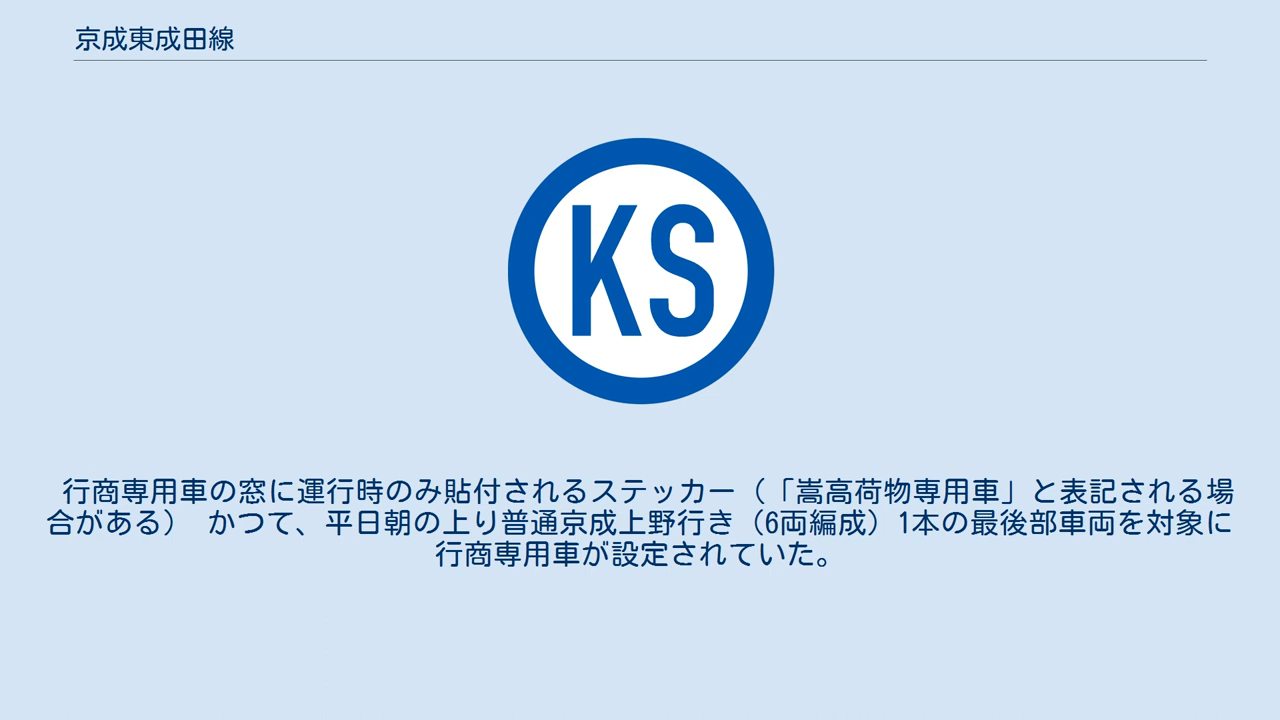 京成東成田線
KS
行商専用車の窓に運行時のみ貼付されるステッカー（「嵩高荷物専用車」と表記される場
合がある） かつて、平日朝の上り普通京成上野行き（6両編成）1本の最後部車両を対象に
行商専用車が設定されていた。